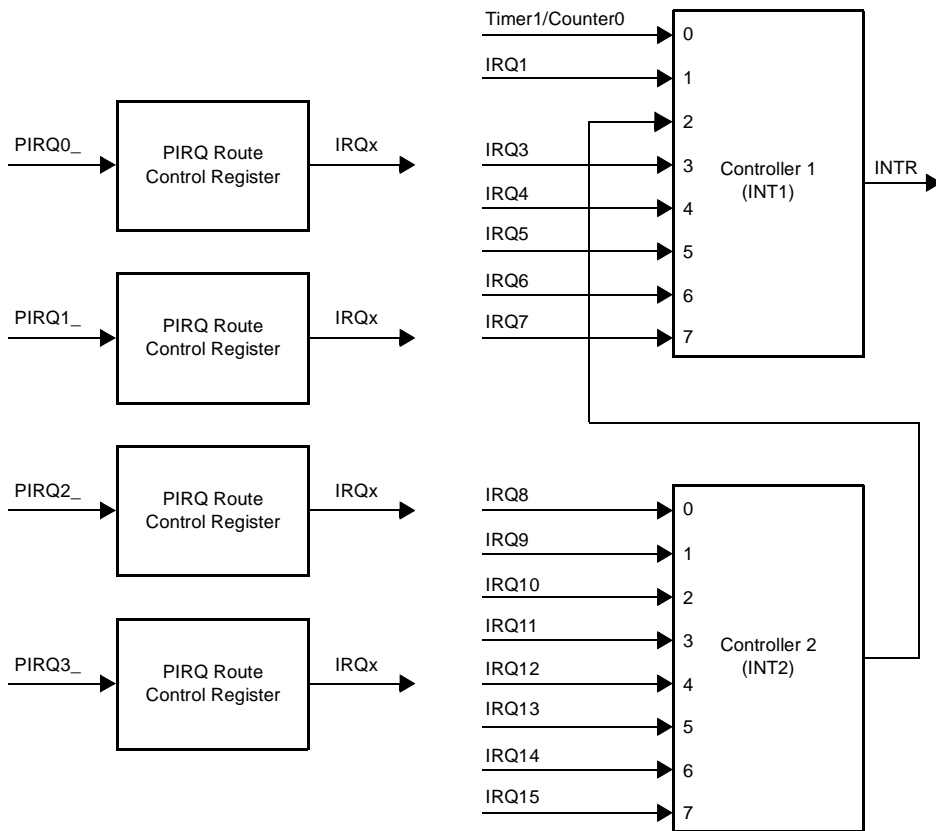 PIRQ0_
PIRQ Route
Control Register
IRQx
PIRQ1_
PIRQ Route
Control Register
IRQx
PIRQ2_
PIRQ Route
Control Register
IRQx
PIRQ3_
PIRQ Route
Control Register
IRQx
Timer1/Counter0
0
IRQ1
1
2
IRQ3
3
IRQ4
4
IRQ5
5
IRQ6
6
IRQ7
7
Controller 1
(INT1)
INTR
IRQ8
0
IRQ9
1
IRQ10
2
IRQ11
3
IRQ12
4
IRQ13
5
IRQ14
6
IRQ15
7
Controller 2
(INT2)